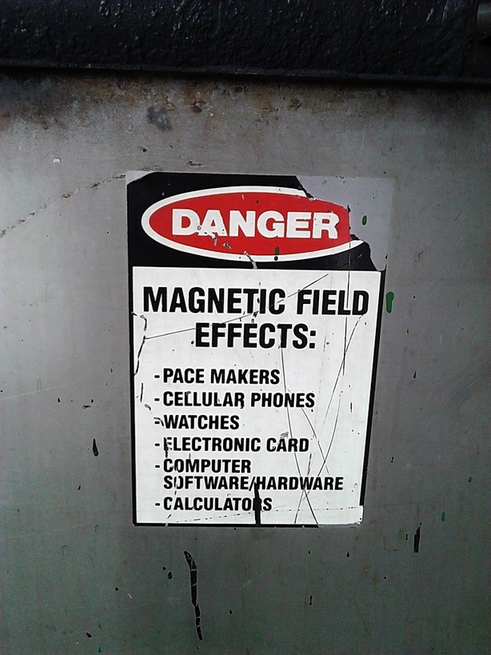 DANGER
MAGNETIC FIELD
EFFECTS:
-PACE MAKERS
-CELLULAR PHONES
-WATCHES
-ELECTRONIC CARD
-COMPUTER
SOFTWARE/HARDWARE
-CALCULATORS